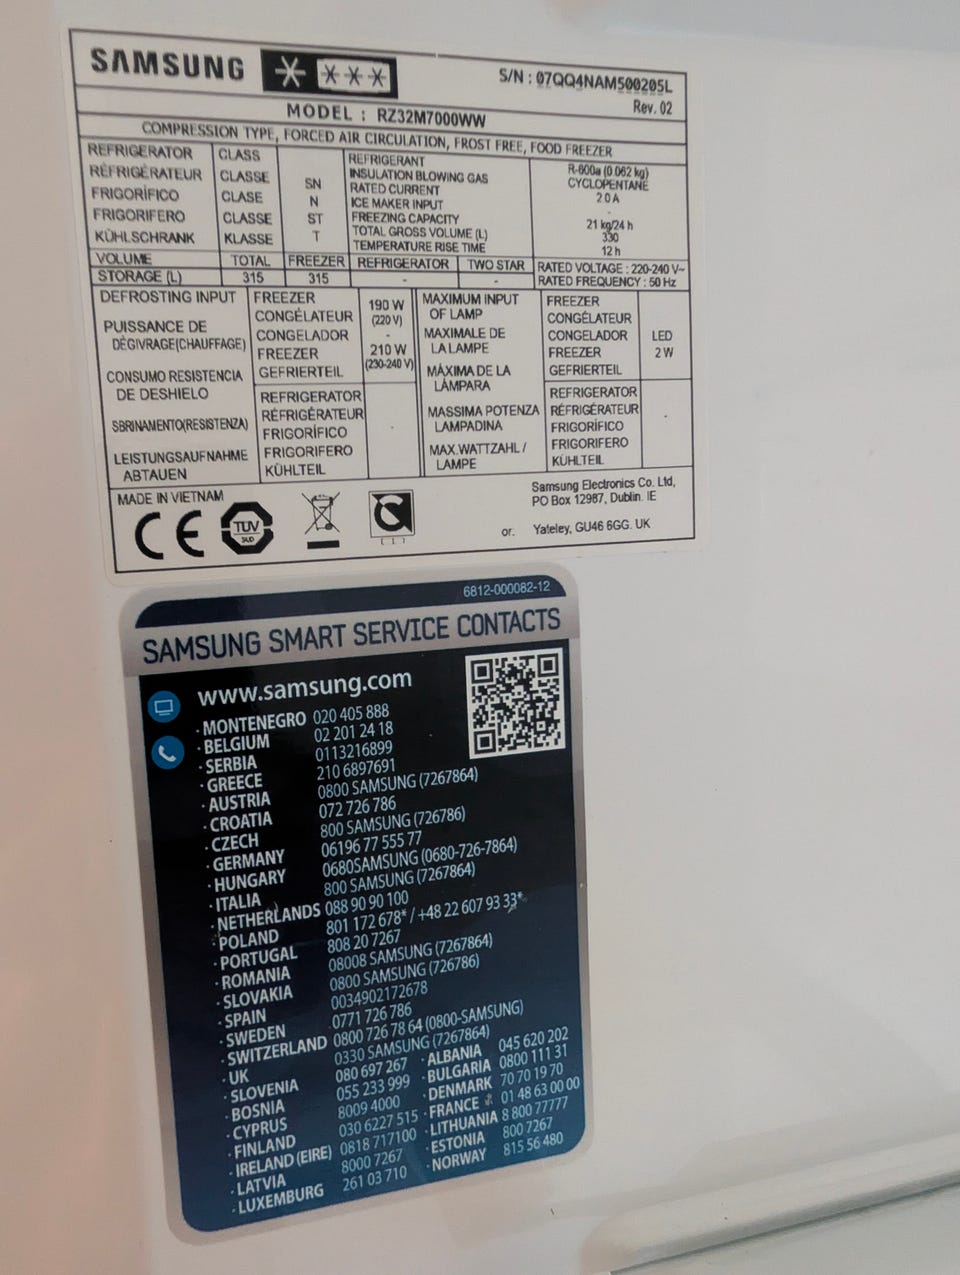 SAMSUNG
S/N : 07QQ4NAM500205L
Rev. 02
MODEL : RZ32M7000WW
COMPRESSION TYPE, FORCED AIR CIRCULATION, FROST FREE, FOOD FREEZER
REFRIGERATOR CLASS
RÉFRIGÉRATEUR CLASSE
FRIGORÍFICO CLASE
FRIGORIFERO CLASSE
KÜHLSCHRANK KLASSE
SN
N
ST
T
REFRIGERANT R-600a (0.062 kg)
INSULATION BLOWING GAS CYCLOPENTANE
RATED CURRENT 2.0 A
ICE MAKER INPUT -
FREEZING CAPACITY 21 kg/24 h
TOTAL GROSS VOLUME (L) 330
TEMPERATURE RISE TIME 12 h
VOLUME TOTAL FREEZER REFRIGERATOR TWO STAR
STORAGE (L) 315 315 - -
RATED VOLTAGE : 220-240 V~
RATED FREQUENCY : 50 Hz
DEFROSTING INPUT
PUISSANCE DE
DÉGIVRAGE(CHAUFFAGE)
CONSUMO RESISTENCIA
DE DESHIELO
SBRINAMENTO(RESISTENZA)
LEISTUNGSAUFNAHME
ABTAUEN
FREEZER
CONGÉLATEUR
CONGELADOR
FREEZER
GEFRIERTEIL
190 W
(220 V)
-
210 W
(230-240 V)
REFRIGERATOR
RÉFRIGÉRATEUR
FRIGORÍFICO
FRIGORIFERO
KÜHLTEIL
-
MAXIMUM INPUT
OF LAMP
MAXIMALE DE
LA LAMPE
MÁXIMA DE LA
LÁMPARA
MASSIMA POTENZA
LAMPADINA
MAX.WATTZAHL /
LAMPE
FREEZER
CONGÉLATEUR
CONGELADOR
FREEZER
GEFRIERTEIL
LED
2 W
REFRIGERATOR
RÉFRIGÉRATEUR
FRIGORÍFICO
FRIGORIFERO
KÜHLTEIL
-
MADE IN VIETNAM
CE
TÜV
SUD
Samsung Electronics Co. Ltd,
PO Box 12987, Dublin. IE
or. Yateley, GU46 6GG. UK
6812-000082-12
SAMSUNG SMART SERVICE CONTACTS
www.samsung.com
· MONTENEGRO 020 405 888
· BELGIUM 02 201 24 18
· SERBIA 0113216899
· GREECE 210 6897691
· AUSTRIA 0800 SAMSUNG (7267864)
· CROATIA 072 726 786
· CZECH 800 SAMSUNG (726786)
· GERMANY 06196 77 555 77
· HUNGARY 0680SAMSUNG (0680-726-7864)
· ITALIA 800 SAMSUNG (7267864)
· NETHERLANDS 088 90 90 100
· POLAND 801 172 678* / +48 22 607 93 33*
· PORTUGAL 808 20 7267
· ROMANIA 08008 SAMSUNG (7267864)
· SLOVAKIA 0800 SAMSUNG (726786)
· SPAIN 0034902172678
· SWEDEN 0771 726 786
· SWITZERLAND 0800 726 78 64 (0800-SAMSUNG)
· UK 0330 SAMSUNG (7267864)
· SLOVENIA 080 697 267
· BOSNIA 055 233 999
· CYPRUS 8009 4000
· FINLAND 030 6227 515
· IRELAND (EIRE) 0818 717100
· LATVIA 8000 7267
· LUXEMBURG 261 03 710
· ALBANIA 045 620 202
· BULGARIA 0800 111 31
· DENMARK 70 70 19 70
· FRANCE 01 48 63 00 00
· LITHUANIA 8 800 77777
· ESTONIA 800 7267
· NORWAY 815 56 480